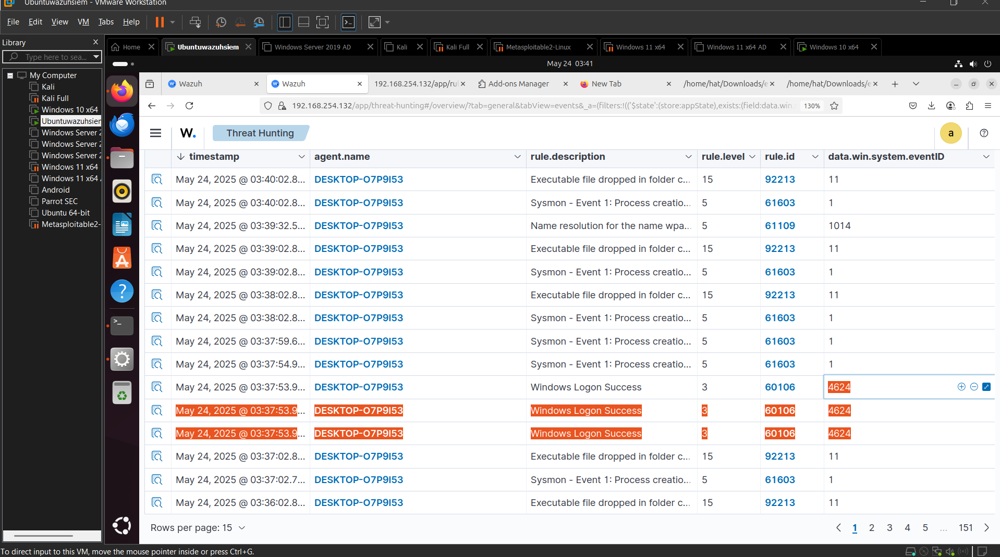 Ubuntuwazuhsiem - VMware Workstation
File Edit View VM Tabs Help
Library
Type here to sea...
My Computer
Kali
Kali Full
Windows 10 x64
Ubuntuwazuhsien
Windows Server 2
Windows Server 2
Windows Server 2
Windows 11 x64
Windows 11 x64
Android
Parrot SEC
Ubuntu 64-bit
Metasploitable2-
Home Ubuntuwazuhsiem Windows Server 2019 AD Kali Kali Full Metasploitable2-Linux Windows 11 x64 Windows 11 x64 AD Windows 10 x64
May 24 03:41
Wazuh Wazuh 192.168.254.132/app/rul Add-ons Manager New Tab /home/hat/Downloads/e /home/hat/Downloads/e
192.168.254.132/app/threat-hunting#/overview/?tab=general&tabView=events&_a=(filters:!(('$state':(store:appState),exists:(field:data.win.s 130%
W. Threat Hunting a
timestamp agent.name rule.description rule.level rule.id data.win.system.eventID
May 24, 2025 @ 03:40:02.8... DESKTOP-O7P9I53 Executable file dropped in folder c... 15 92213 11
May 24, 2025 @ 03:40:02.8... DESKTOP-O7P9I53 Sysmon - Event 1: Process creatio... 5 61603 1
May 24, 2025 @ 03:39:32.5... DESKTOP-O7P9I53 Name resolution for the name wpa... 5 61109 1014
May 24, 2025 @ 03:39:02.8... DESKTOP-O7P9I53 Executable file dropped in folder c... 15 92213 11
May 24, 2025 @ 03:39:02.8... DESKTOP-O7P9I53 Sysmon - Event 1: Process creatio... 5 61603 1
May 24, 2025 @ 03:38:02.8... DESKTOP-O7P9I53 Executable file dropped in folder c... 15 92213 11
May 24, 2025 @ 03:38:02.8... DESKTOP-O7P9I53 Sysmon - Event 1: Process creatio... 5 61603 1
May 24, 2025 @ 03:37:59.6... DESKTOP-O7P9I53 Sysmon - Event 1: Process creatio... 5 61603 1
May 24, 2025 @ 03:37:54.9... DESKTOP-O7P9I53 Sysmon - Event 1: Process creatio... 5 61603 1
May 24, 2025 @ 03:37:53.9... DESKTOP-O7P9I53 Windows Logon Success 3 60106 4624
May 24, 2025 @ 03:37:53.9... DESKTOP-O7P9I53 Windows Logon Success 3 60106 4624
May 24, 2025 @ 03:37:53.9... DESKTOP-O7P9I53 Windows Logon Success 3 60106 4624
May 24, 2025 @ 03:37:02.8... DESKTOP-O7P9I53 Executable file dropped in folder c... 15 92213 11
May 24, 2025 @ 03:37:02.7... DESKTOP-O7P9I53 Sysmon - Event 1: Process creatio... 5 61603 1
May 24, 2025 @ 03:36:02.8... DESKTOP-O7P9I53 Executable file dropped in folder c... 15 92213 11
Rows per page: 15 1 2 3 4 5 ... 151
To direct input to this VM, move the mouse pointer inside or press Ctrl+G.